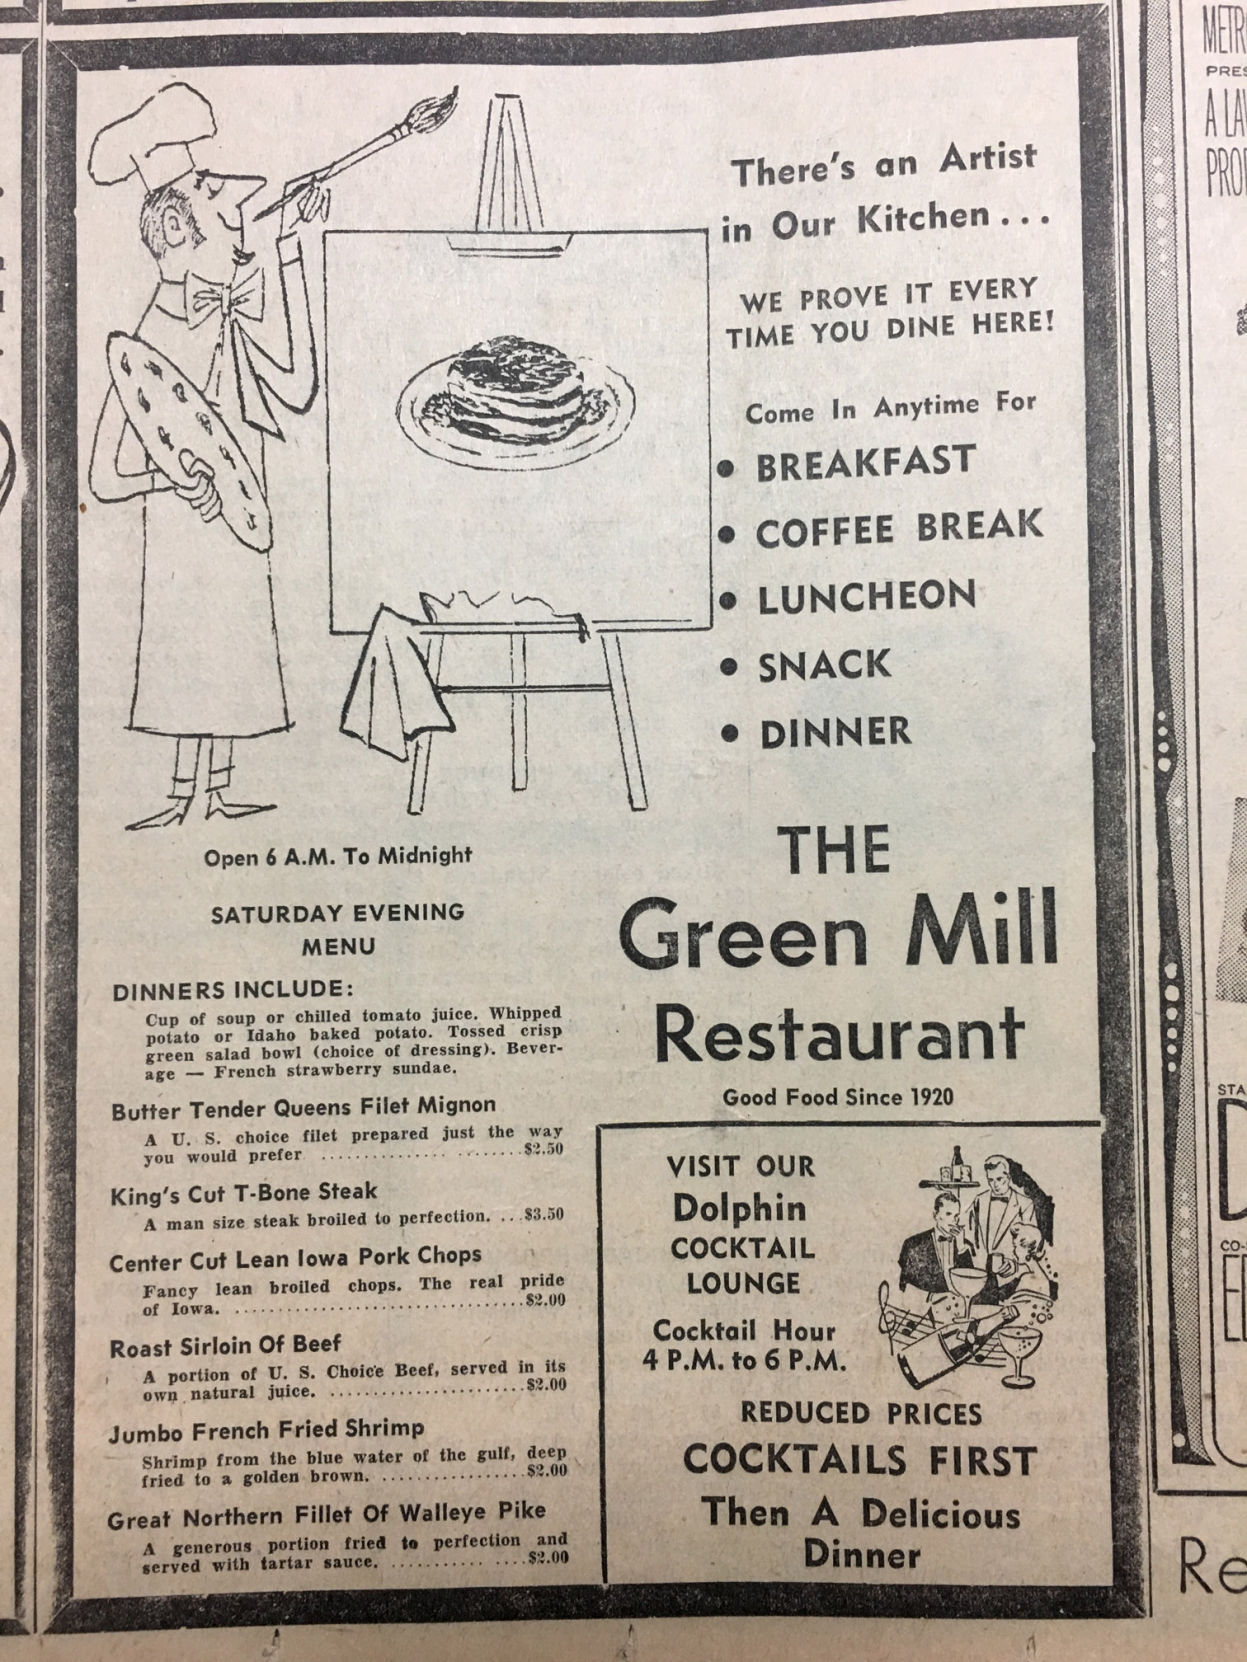 There's an Artist
in Our Kitchen...
WE PROVE IT EVERY
TIME YOU DINE HERE!
Come In Anytime For
• BREAKFAST
• COFFEE BREAK
• LUNCHEON
• SNACK
• DINNER
THE
Green Mill
Restaurant
Good Food Since 1920
Open 6 A.M. To Midnight
SATURDAY EVENING
MENU
DINNERS INCLUDE:
Cup of soup or chilled tomato juice. Whipped
potato or Idaho baked potato. Tossed crisp
green salad bowl (choice of dressing). Bever-
age — French strawberry sundae.
Butter Tender Queens Filet Mignon
A U. S. choice filet prepared just the way
you would prefer ......................$2.50
King's Cut T-Bone Steak
A man size steak broiled to perfection. ...$3.50
Center Cut Lean Iowa Pork Chops
Fancy lean broiled chops. The real pride
of Iowa. ..................................$2.00
Roast Sirloin Of Beef
A portion of U. S. Choice Beef, served in its
own natural juice. .......................$2.00
Jumbo French Fried Shrimp
Shrimp from the blue water of the gulf, deep
fried to a golden brown. .................$2.00
Great Northern Fillet Of Walleye Pike
A generous portion fried to perfection and
served with tartar sauce. ...............$2.00
VISIT OUR
Dolphin
COCKTAIL
LOUNGE
Cocktail Hour
4 P.M. to 6 P.M.
REDUCED PRICES
COCKTAILS FIRST
Then A Delicious
Dinner
METR
PRES
A LA
PROD
STA
D
CO-
Re